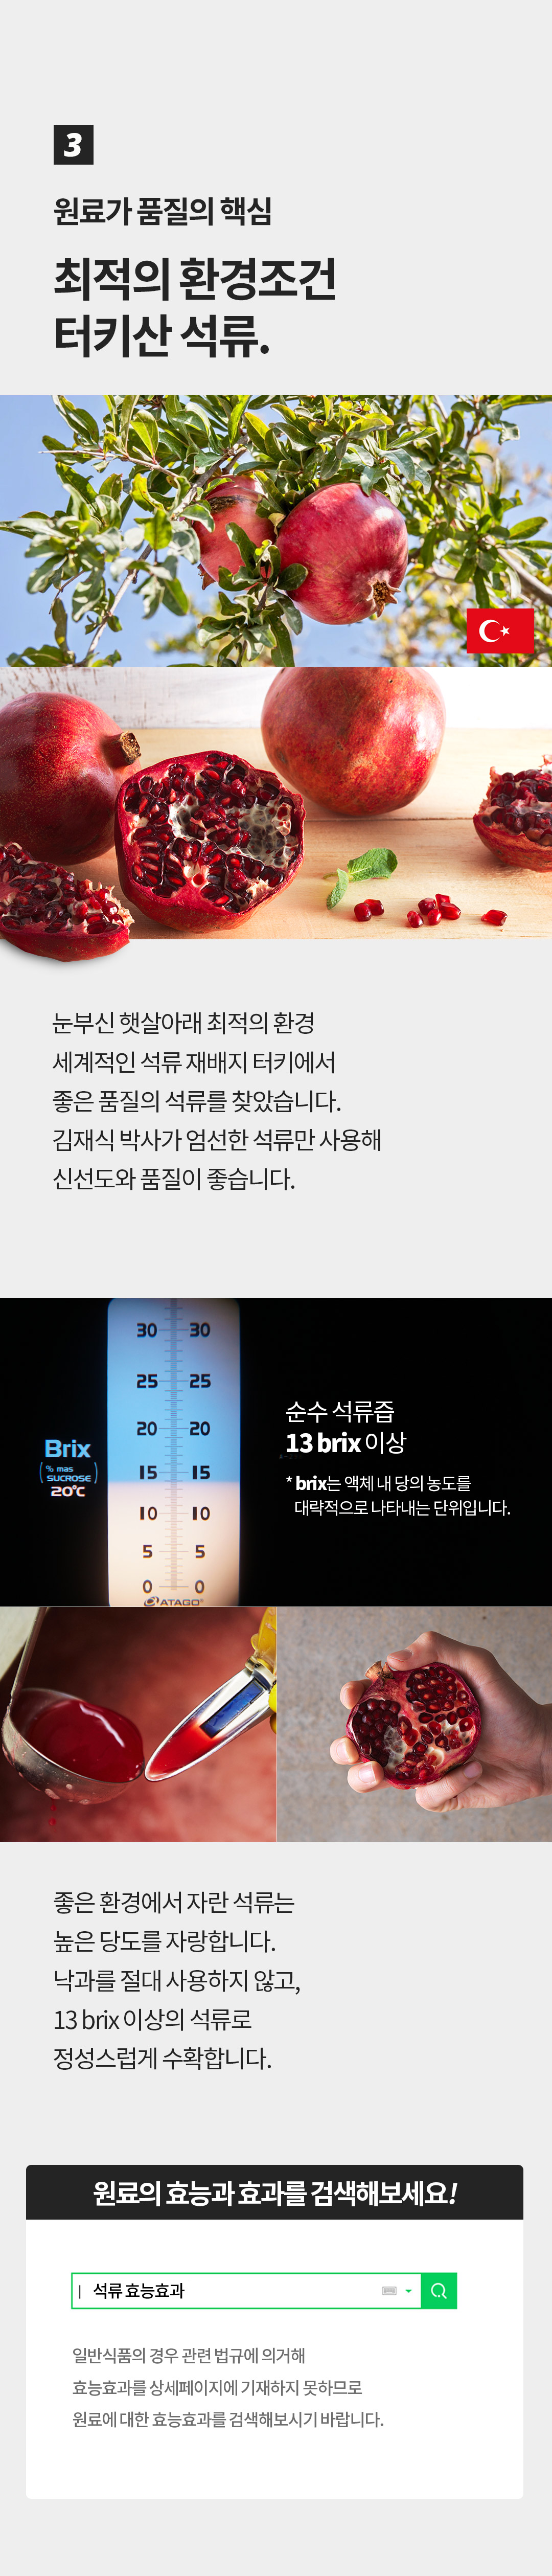 3
원료가 품질의 핵심
최적의 환경조건
터키산 석류.
눈부신 햇살아래 최적의 환경
세계적인 석류 재배지 터키에서
좋은 품질의 석류를 찾았습니다.
김재식 박사가 엄선한 석류만 사용해
신선도와 품질이 좋습니다.
30 30
25 25
20 20
15 15
10 10
5 5
0 0
ATAGO®
Brix
(% mas
SUCROSE)
20℃
순수 석류즙
13 brix 이상
* brix는 액체 내 당의 농도를
대략적으로 나타내는 단위입니다.
좋은 환경에서 자란 석류는
높은 당도를 자랑합니다.
낙과를 절대 사용하지 않고,
13 brix 이상의 석류로
정성스럽게 수확합니다.
원료의 효능과 효과를 검색해보세요!
석류 효능효과
일반식품의 경우 관련 법규에 의거해
효능효과를 상세페이지에 기재하지 못하므로
원료에 대한 효능효과를 검색해보시기 바랍니다.